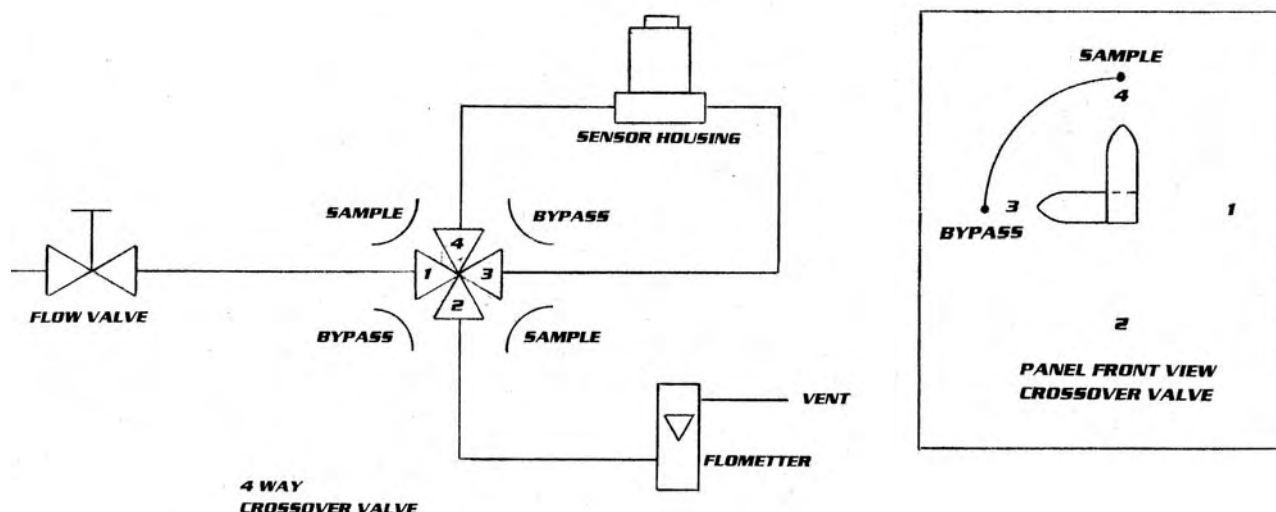 SENSOR HOUSING
SAMPLE
BYPASS
4
1
3
2
FLOW VALVE
BYPASS
SAMPLE
VENT
FLOMETTER
4 WAY
CROSSOVER VALVE
SAMPLE
4
3
1
BYPASS
2
PANEL FRONT VIEW
CROSSOVER VALVE